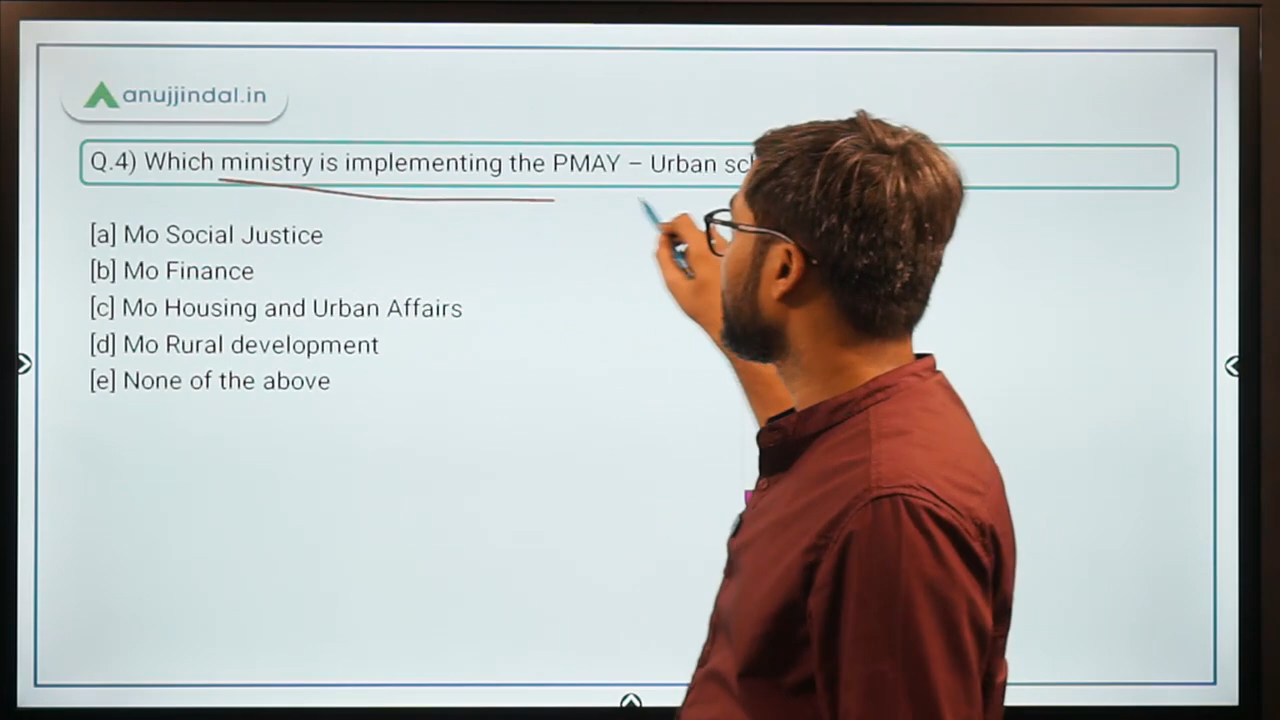 anujjindal.in
Q.4) Which ministry is implementing the PMAY – Urban
[a] Mo Social Justice
[b] Mo Finance
[c] Mo Housing and Urban Affairs
[d] Mo Rural development
[e] None of the above